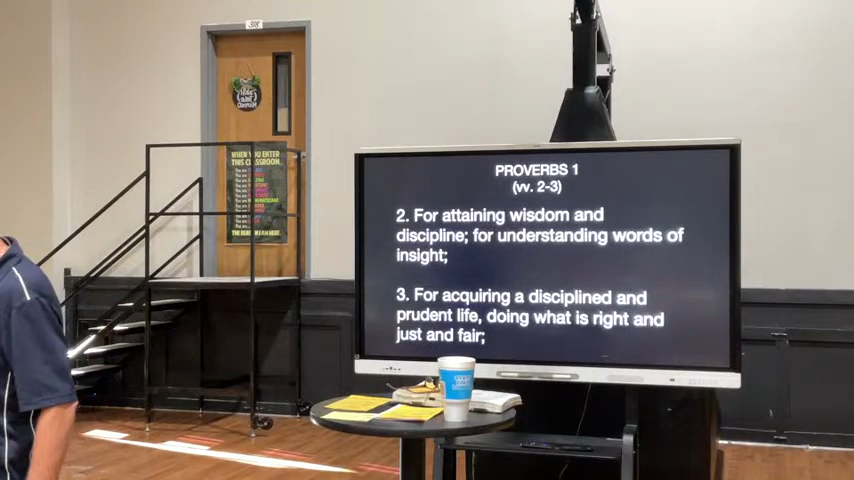 WHEN YOU ENTER
THIS CLASSROOM
PROVERBS 1
(vv. 2-3)
2. For attaining wisdom and
discipline; for understanding words of
insight;
3. For acquiring a disciplined and
prudent life, doing what is right and
just and fair;